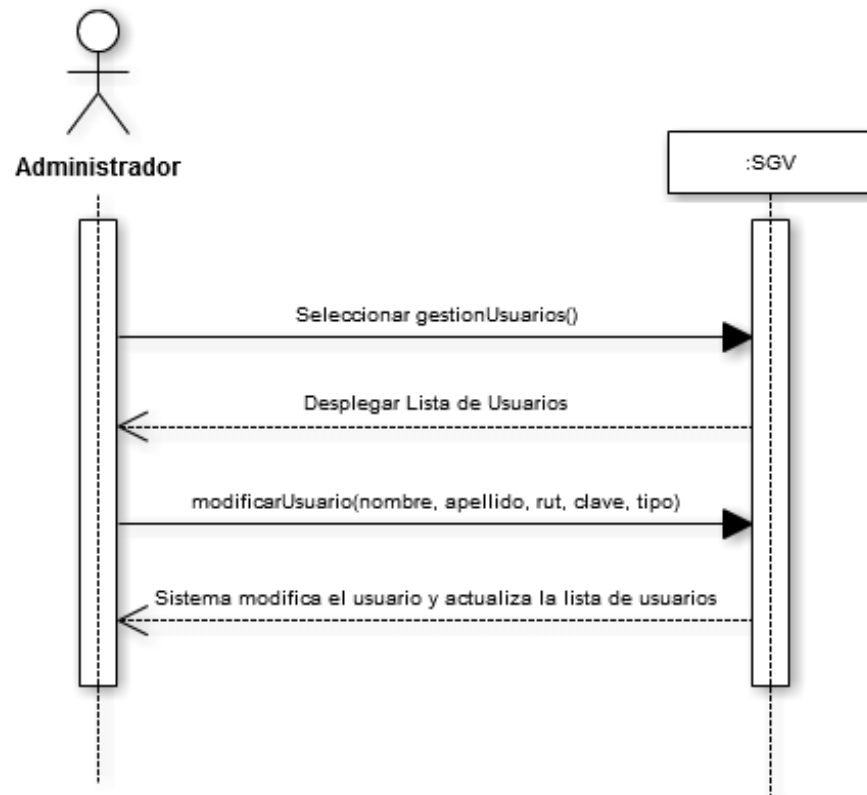 Administrador
:SGV
Seleccionar gestionUsuarios()
Desplegar Lista de Usuarios
modificarUsuario(nombre, apellido, rut, clave, tipo)
Sistema modifica el usuario y actualiza la lista de usuarios